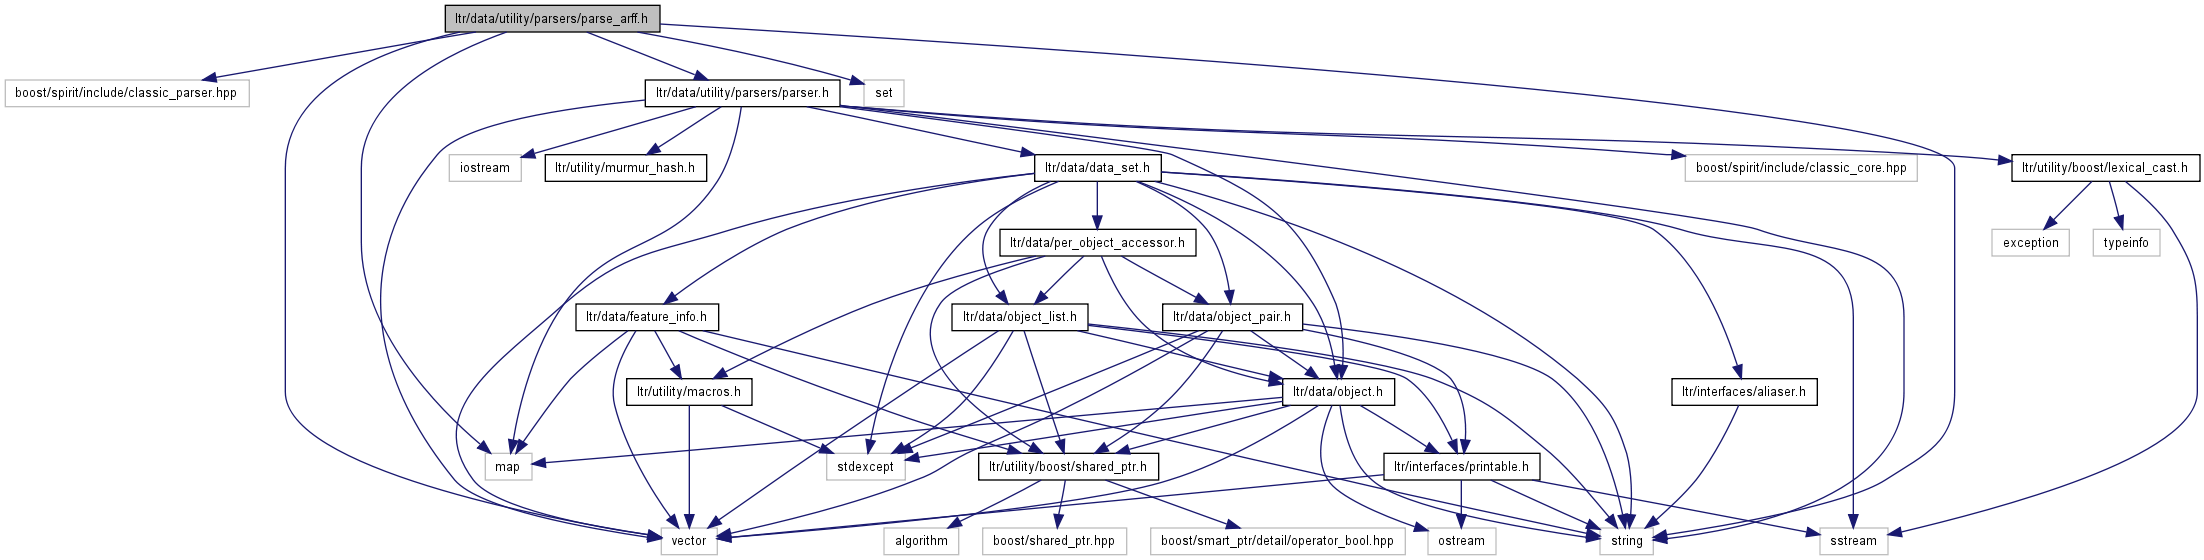 ltr/data/utility/parsers/parse_arff.h
boost/spirit/include/classic_parser.hpp
ltr/data/utility/parsers/parser.h
set
iostream
ltr/utility/murmur_hash.h
ltr/data/data_set.h
boost/spirit/include/classic_core.hpp
ltr/utility/boost/lexical_cast.h
ltr/data/per_object_accessor.h
exception
typeinfo
ltr/data/feature_info.h
ltr/data/object_list.h
ltr/data/object_pair.h
ltr/utility/macros.h
ltr/data/object.h
ltr/interfaces/aliaser.h
map
stdexcept
ltr/utility/boost/shared_ptr.h
ltr/interfaces/printable.h
vector
algorithm
boost/shared_ptr.hpp
boost/smart_ptr/detail/operator_bool.hpp
ostream
string
sstream